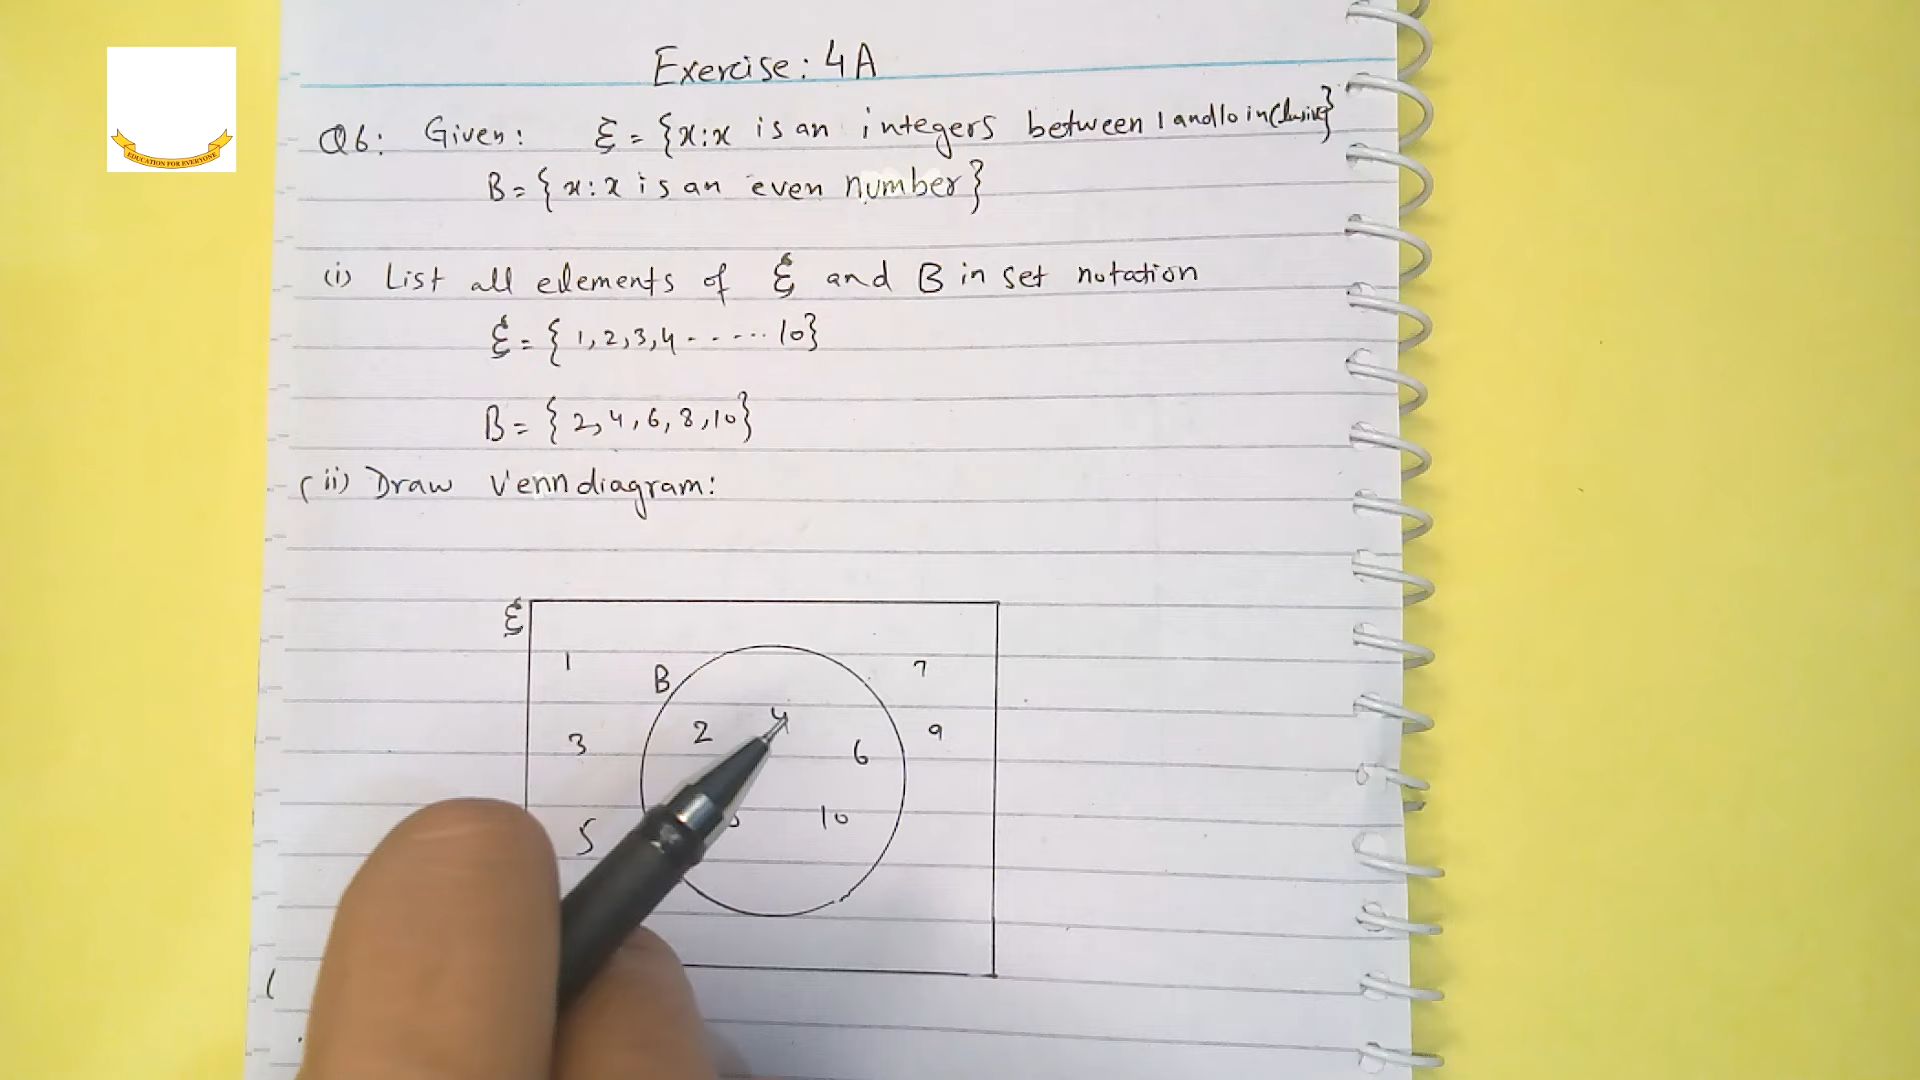 Exercise: 4A
EDUCATION FOR EVERYONE
Q6: Given: ξ = {x:x is an integers between 1 and 10 inclusive}
B = {x:x is an even number}
(i) List all elements of ξ and B in set notation
ξ = { 1,2,3,4 - - - - - 10}
B = { 2,4,6,8,10}
(ii) Draw Venn diagram:
ξ
1 B 7
2 4 9
3 6
5 10
(